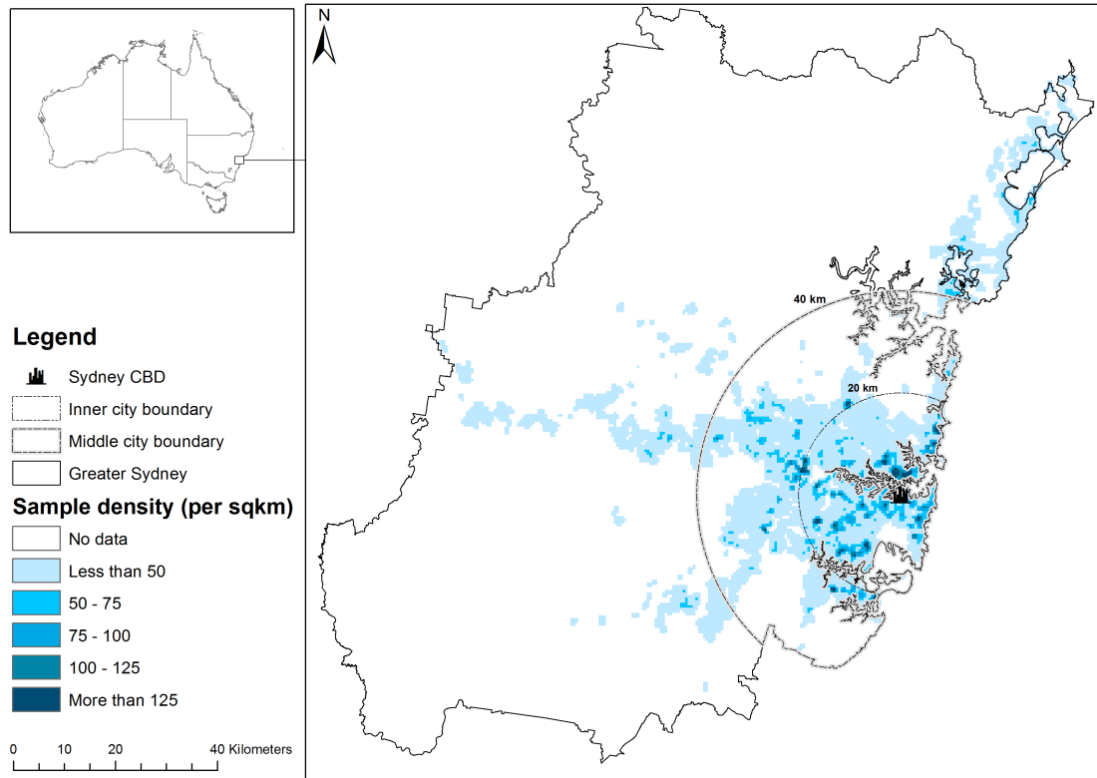 N
40 km
20 km
Legend
Sydney CBD
Inner city boundary
Middle city boundary
Greater Sydney
Sample density (per sqkm)
No data
Less than 50
50 - 75
75 - 100
100 - 125
More than 125
0 10 20 40 Kilometers